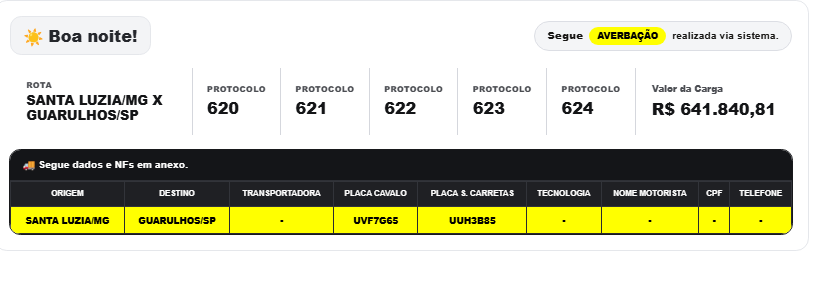 ☀️ Boa noite!
Segue AVERBAÇÃO realizada via sistema.
ROTA
SANTA LUZIA/MG X
GUARULHOS/SP
PROTOCOLO
620
PROTOCOLO
621
PROTOCOLO
622
PROTOCOLO
623
PROTOCOLO
624
Valor da Carga
R$ 641.840,81
🚚 Segue dados e NFs em anexo.
ORIGEM DESTINO TRANSPORTADORA PLACA CAVALO PLACA S. CARRETAS TECNOLOGIA NOME MOTORISTA CPF TELEFONE
SANTA LUZIA/MG GUARULHOS/SP - UVF7G65 UUH3B85 - - - -